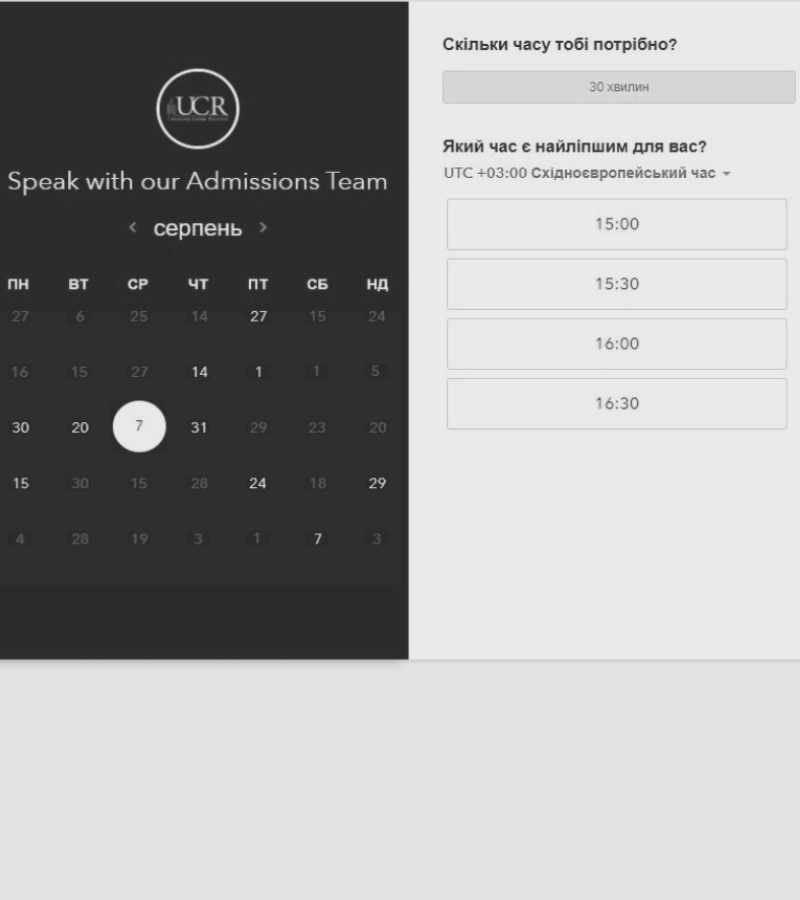 UCR
Speak with our Admissions Team
серпень
ПН ВТ СР ЧТ ПТ СБ НД
27 6 25 14 27 15 24
16 15 27 14 1 1 5
30 20 7 31 29 23 20
15 30 15 28 24 18 29
4 28 19 3 1 7 3
Скільки часу тобі потрібно?
30 хвилин
Який час є найліпшим для вас?
UTC +03:00 Східноєвропейський час
15:00
15:30
16:00
16:30